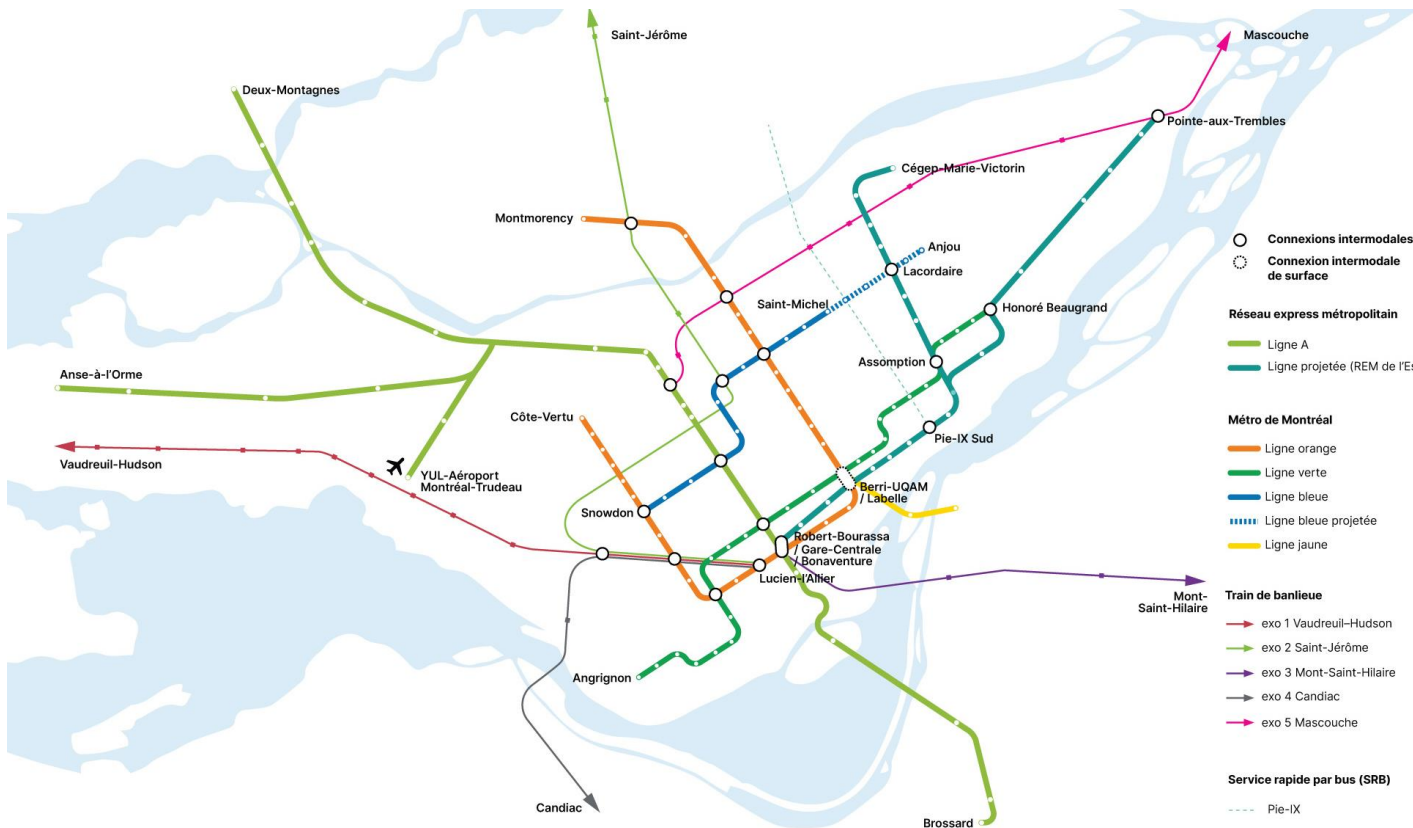 Saint-Jérôme
Mascouche
Deux-Montagnes
Pointe-aux-Trembles
Cégep-Marie-Victorin
Montmorency
Anjou
Lacordaire
Saint-Michel
Honoré Beaugrand
Assomption
Anse-à-l'Orme
Côte-Vertu
Pie-IX Sud
Vaudreuil-Hudson
YUL-Aéroport
Montréal-Trudeau
Berri-UQAM
/ Labelle
Snowdon
Robert-Bourassa
/ Gare-Centrale
/ Bonaventure
Lucien-l'Allier
Mont-
Saint-Hilaire
Angrignon
Candiac
Brossard
Connexions intermodales
Connexion intermodale
de surface
Réseau express métropolitain
Ligne A
Ligne projetée (REM de l'Es
Métro de Montréal
Ligne orange
Ligne verte
Ligne bleue
Ligne bleue projetée
Ligne jaune
Train de banlieue
exo 1 Vaudreuil–Hudson
exo 2 Saint-Jérôme
exo 3 Mont-Saint-Hilaire
exo 4 Candiac
exo 5 Mascouche
Service rapide par bus (SRB)
Pie-IX